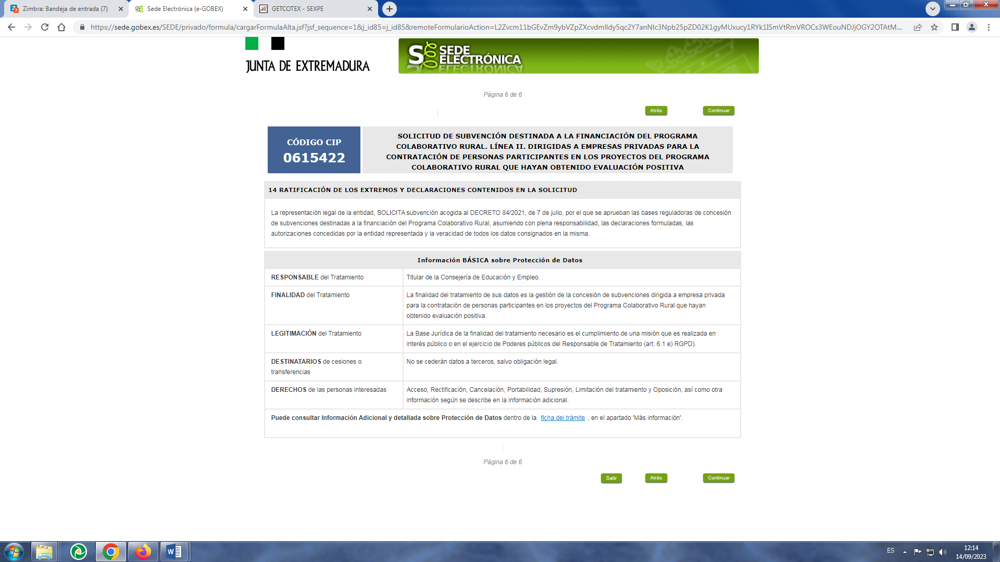 Zimbra: Bandeja de entrada (7)
Sede Electrónica (e-GOBEX)
GETCOTEX - SEXPE
JUNTA DE EXTREMADURA
SEDE
ELECTRÓNICA
Página 6 de 6
Atrás
Continuar
CÓDIGO CIP
0615422
SOLICITUD DE SUBVENCIÓN DESTINADA A LA FINANCIACIÓN DEL PROGRAMA
COLABORATIVO RURAL. LÍNEA II. DIRIGIDAS A EMPRESAS PRIVADAS PARA LA
CONTRATACIÓN DE PERSONAS PARTICIPANTES EN LOS PROYECTOS DEL PROGRAMA
COLABORATIVO RURAL QUE HAYAN OBTENIDO EVALUACIÓN POSITIVA
14 RATIFICACIÓN DE LOS EXTREMOS Y DECLARACIONES CONTENIDOS EN LA SOLICITUD
La representación legal de la entidad, SOLICITA subvención acogida al DECRETO 84/2021, de 7 de julio, por el que se aprueban las bases reguladoras de concesión
de subvenciones destinadas a la financiación del Programa Colaborativo Rural, asumiendo con plena responsabilidad, las declaraciones formuladas, las
autorizaciones concedidas por la entidad representada y la veracidad de todos los datos consignados en la misma.
Información BÁSICA sobre Protección de Datos
RESPONSABLE del Tratamiento
Titular de la Consejería de Educación y Empleo.
FINALIDAD del Tratamiento
La finalidad del tratamiento de sus datos es la gestión de la concesión de subvenciones dirigida a empresa privada
para la contratación de personas participantes en los proyectos del Programa Colaborativo Rural que hayan
obtenido evaluación positiva.
LEGITIMACIÓN del Tratamiento
La Base Jurídica de la finalidad del tratamiento necesario es el cumplimiento de una misión que es realizada en
interés público o en el ejercicio de Poderes públicos del Responsable de Tratamiento (art. 6.1 e) RGPD).
DESTINATARIOS de cesiones o
transferencias
No se cederán datos a terceros, salvo obligación legal.
DERECHOS de las personas interesadas
Acceso, Rectificación, Cancelación, Portabilidad, Supresión, Limitación del tratamiento y Oposición, así como otra
información según se describe en la información adicional.
Puede consultar Información Adicional y detallada sobre Protección de Datos dentro de la ficha del trámite , en el apartado 'Más información'.
Página 6 de 6
Salir
Atrás
Continuar
ES
12:14
14/09/2023